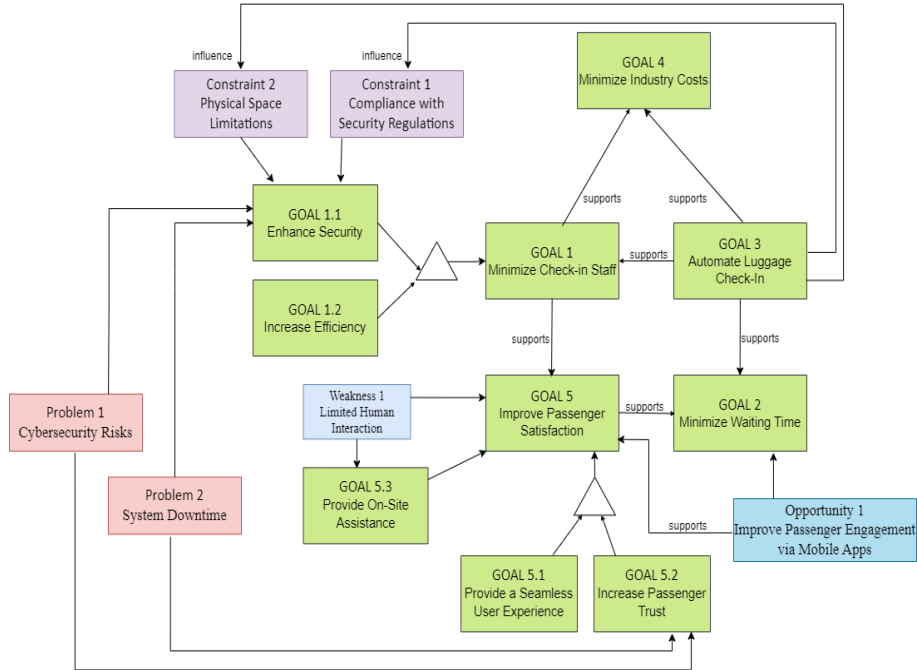 influence
influence
Constraint 2
Physical Space
Limitations
Constraint 1
Compliance with
Security Regulations
GOAL 4
Minimize Industry Costs
supports
supports
GOAL 1.1
Enhance Security
GOAL 1
Minimize Check-in Staff
supports
GOAL 3
Automate Luggage
Check-In
GOAL 1.2
Increase Efficiency
supports
supports
Weakness 1
Limited Human
Interaction
GOAL 5
Improve Passenger
Satisfaction
supports
GOAL 2
Minimize Waiting Time
Problem 1
Cybersecurity Risks
GOAL 5.3
Provide On-Site
Assistance
Problem 2
System Downtime
supports
Opportunity 1
Improve Passenger Engagement
via Mobile Apps
GOAL 5.1
Provide a Seamless
User Experience
GOAL 5.2
Increase Passenger
Trust